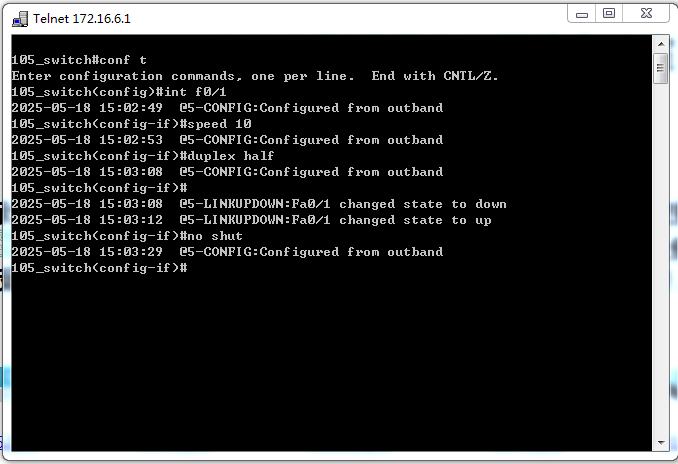 Telnet 172.16.6.1
105_switch#conf t
Enter configuration commands, one per line.  End with CNTL/Z.
105_switch(config)#int f0/1
2025-05-18 15:02:49  @5-CONFIG:Configured from outband
105_switch(config-if)#speed 10
2025-05-18 15:02:53  @5-CONFIG:Configured from outband
105_switch(config-if)#duplex half
2025-05-18 15:03:08  @5-CONFIG:Configured from outband
105_switch(config-if)#
2025-05-18 15:03:08  @5-LINKUPDOWN:Fa0/1 changed state to down
2025-05-18 15:03:12  @5-LINKUPDOWN:Fa0/1 changed state to up
105_switch(config-if)#no shut
2025-05-18 15:03:29  @5-CONFIG:Configured from outband
105_switch(config-if)#